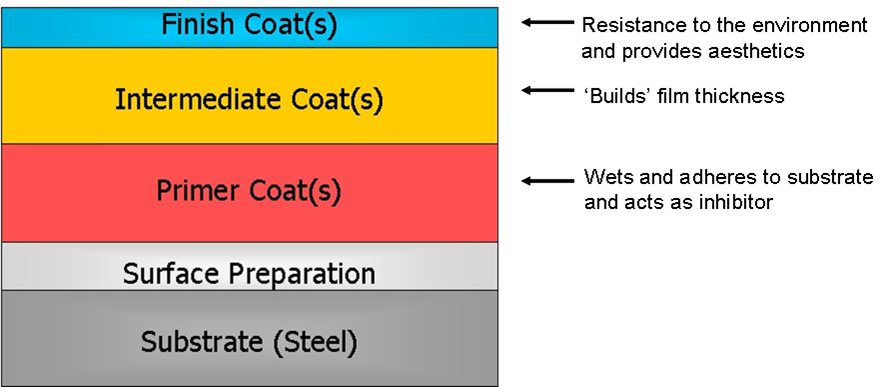 Finish Coat(s)
Resistance to the environment
and provides aesthetics
Intermediate Coat(s)
‘Builds’ film thickness
Primer Coat(s)
Wets and adheres to substrate
and acts as inhibitor
Surface Preparation
Substrate (Steel)